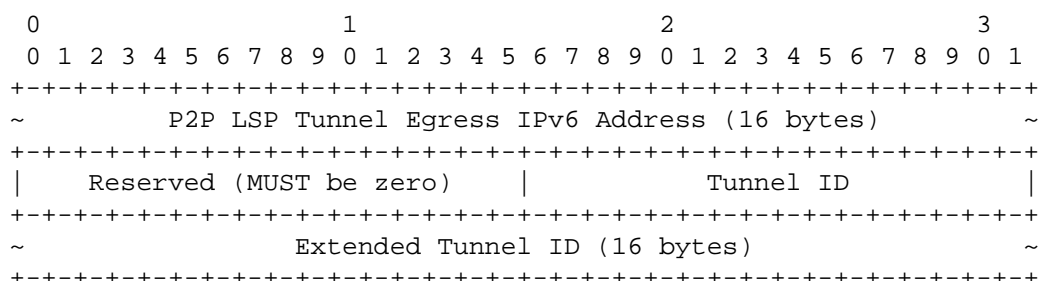 0                   1                   2                   3
 0 1 2 3 4 5 6 7 8 9 0 1 2 3 4 5 6 7 8 9 0 1 2 3 4 5 6 7 8 9 0 1
+-+-+-+-+-+-+-+-+-+-+-+-+-+-+-+-+-+-+-+-+-+-+-+-+-+-+-+-+-+-+-+-+
~         P2P LSP Tunnel Egress IPv6 Address (16 bytes)         ~
+-+-+-+-+-+-+-+-+-+-+-+-+-+-+-+-+-+-+-+-+-+-+-+-+-+-+-+-+-+-+-+-+
|    Reserved (MUST be zero)    |           Tunnel ID           |
+-+-+-+-+-+-+-+-+-+-+-+-+-+-+-+-+-+-+-+-+-+-+-+-+-+-+-+-+-+-+-+-+
~                 Extended Tunnel ID (16 bytes)                 ~
+-+-+-+-+-+-+-+-+-+-+-+-+-+-+-+-+-+-+-+-+-+-+-+-+-+-+-+-+-+-+-+-+